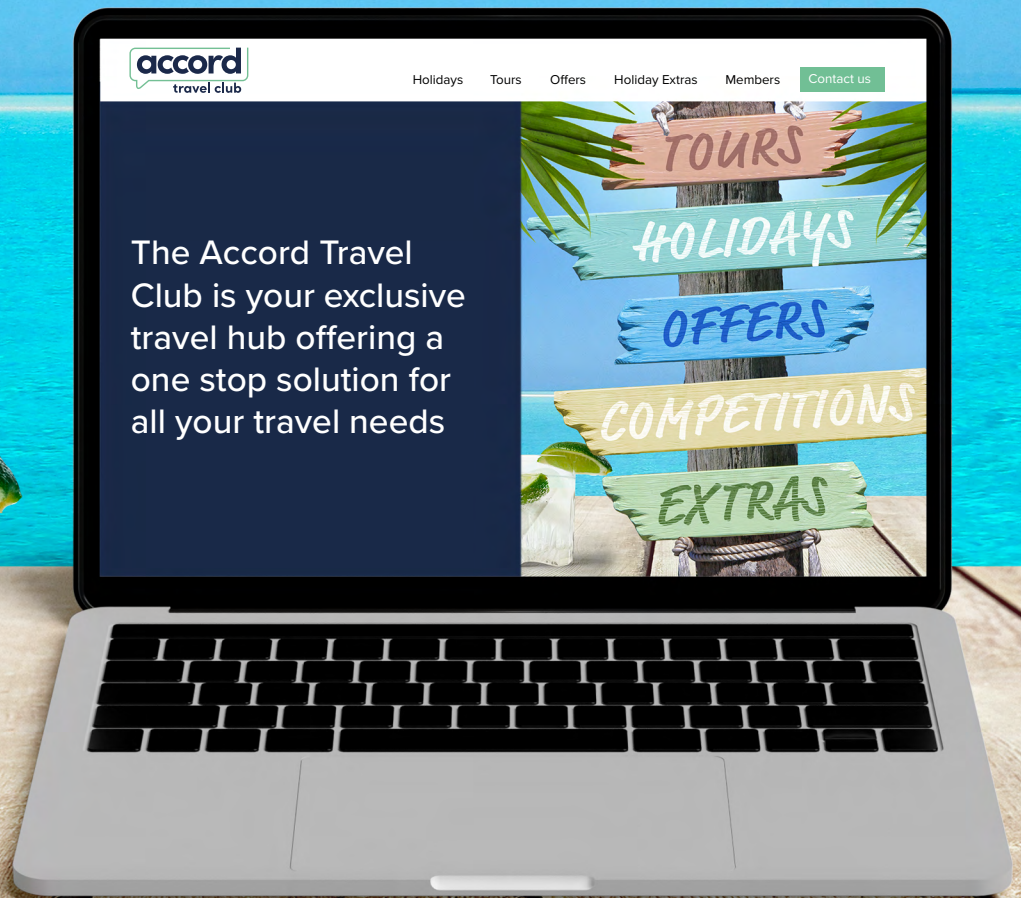 accord
travel club
Holidays Tours Offers Holiday Extras Members Contact us
The Accord Travel
Club is your exclusive
travel hub offering a
one stop solution for
all your travel needs
TOURS
HOLIDAYS
OFFERS
COMPETITIONS
EXTRAS